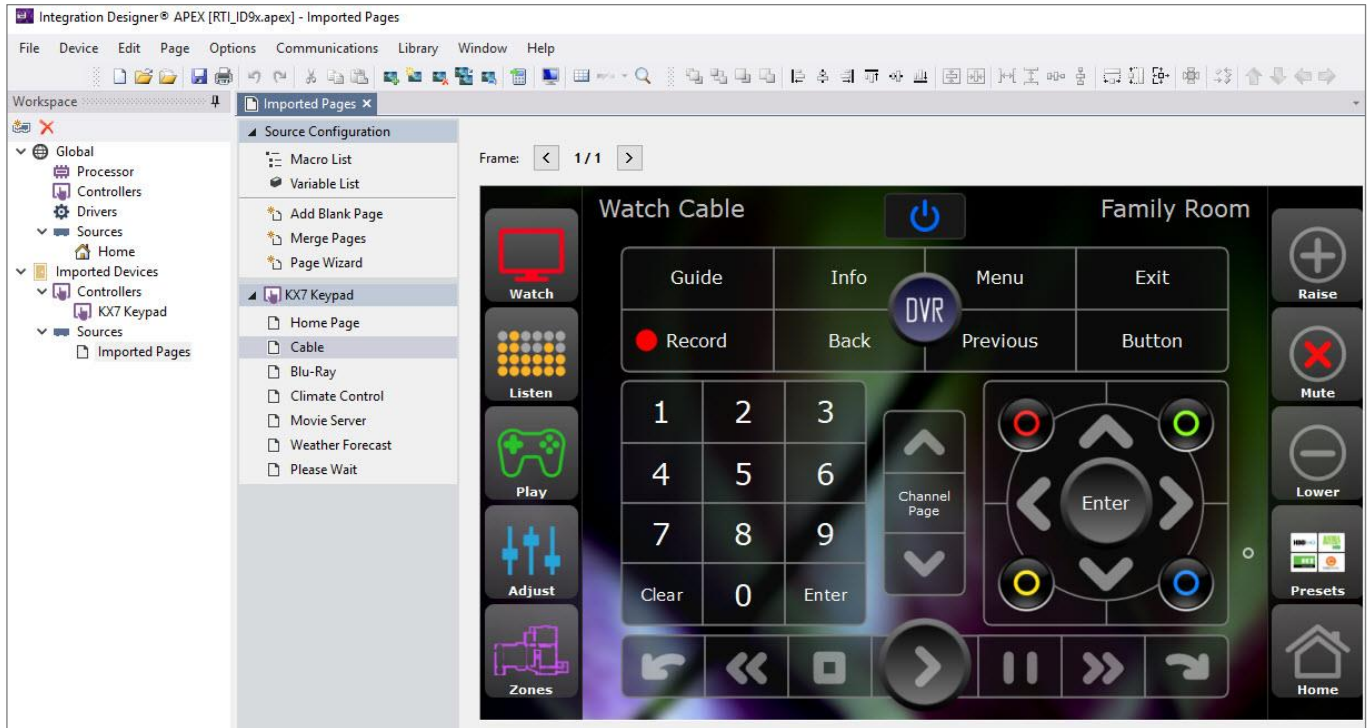 Integration Designer® APEX [RTI_ID9x.apex] - Imported Pages
File Device Edit Page Options Communications Library Window Help
Workspace
Imported Pages
Global
Processor
Controllers
Drivers
Sources
Home
Imported Devices
Controllers
KX7 Keypad
Sources
Imported Pages
Source Configuration
Macro List
Variable List
Add Blank Page
Merge Pages
Page Wizard
KX7 Keypad
Home Page
Cable
Blu-Ray
Climate Control
Movie Server
Weather Forecast
Please Wait
Frame: < 1/1 >
Watch Cable Family Room
Watch
Listen
Play
Adjust
Zones
Guide Info Menu Exit
DVR
Record Back Previous Button
1 2 3
4 5 6
7 8 9
Clear 0 Enter
Channel
Page
Enter
Raise
Mute
Lower
Presets
Home